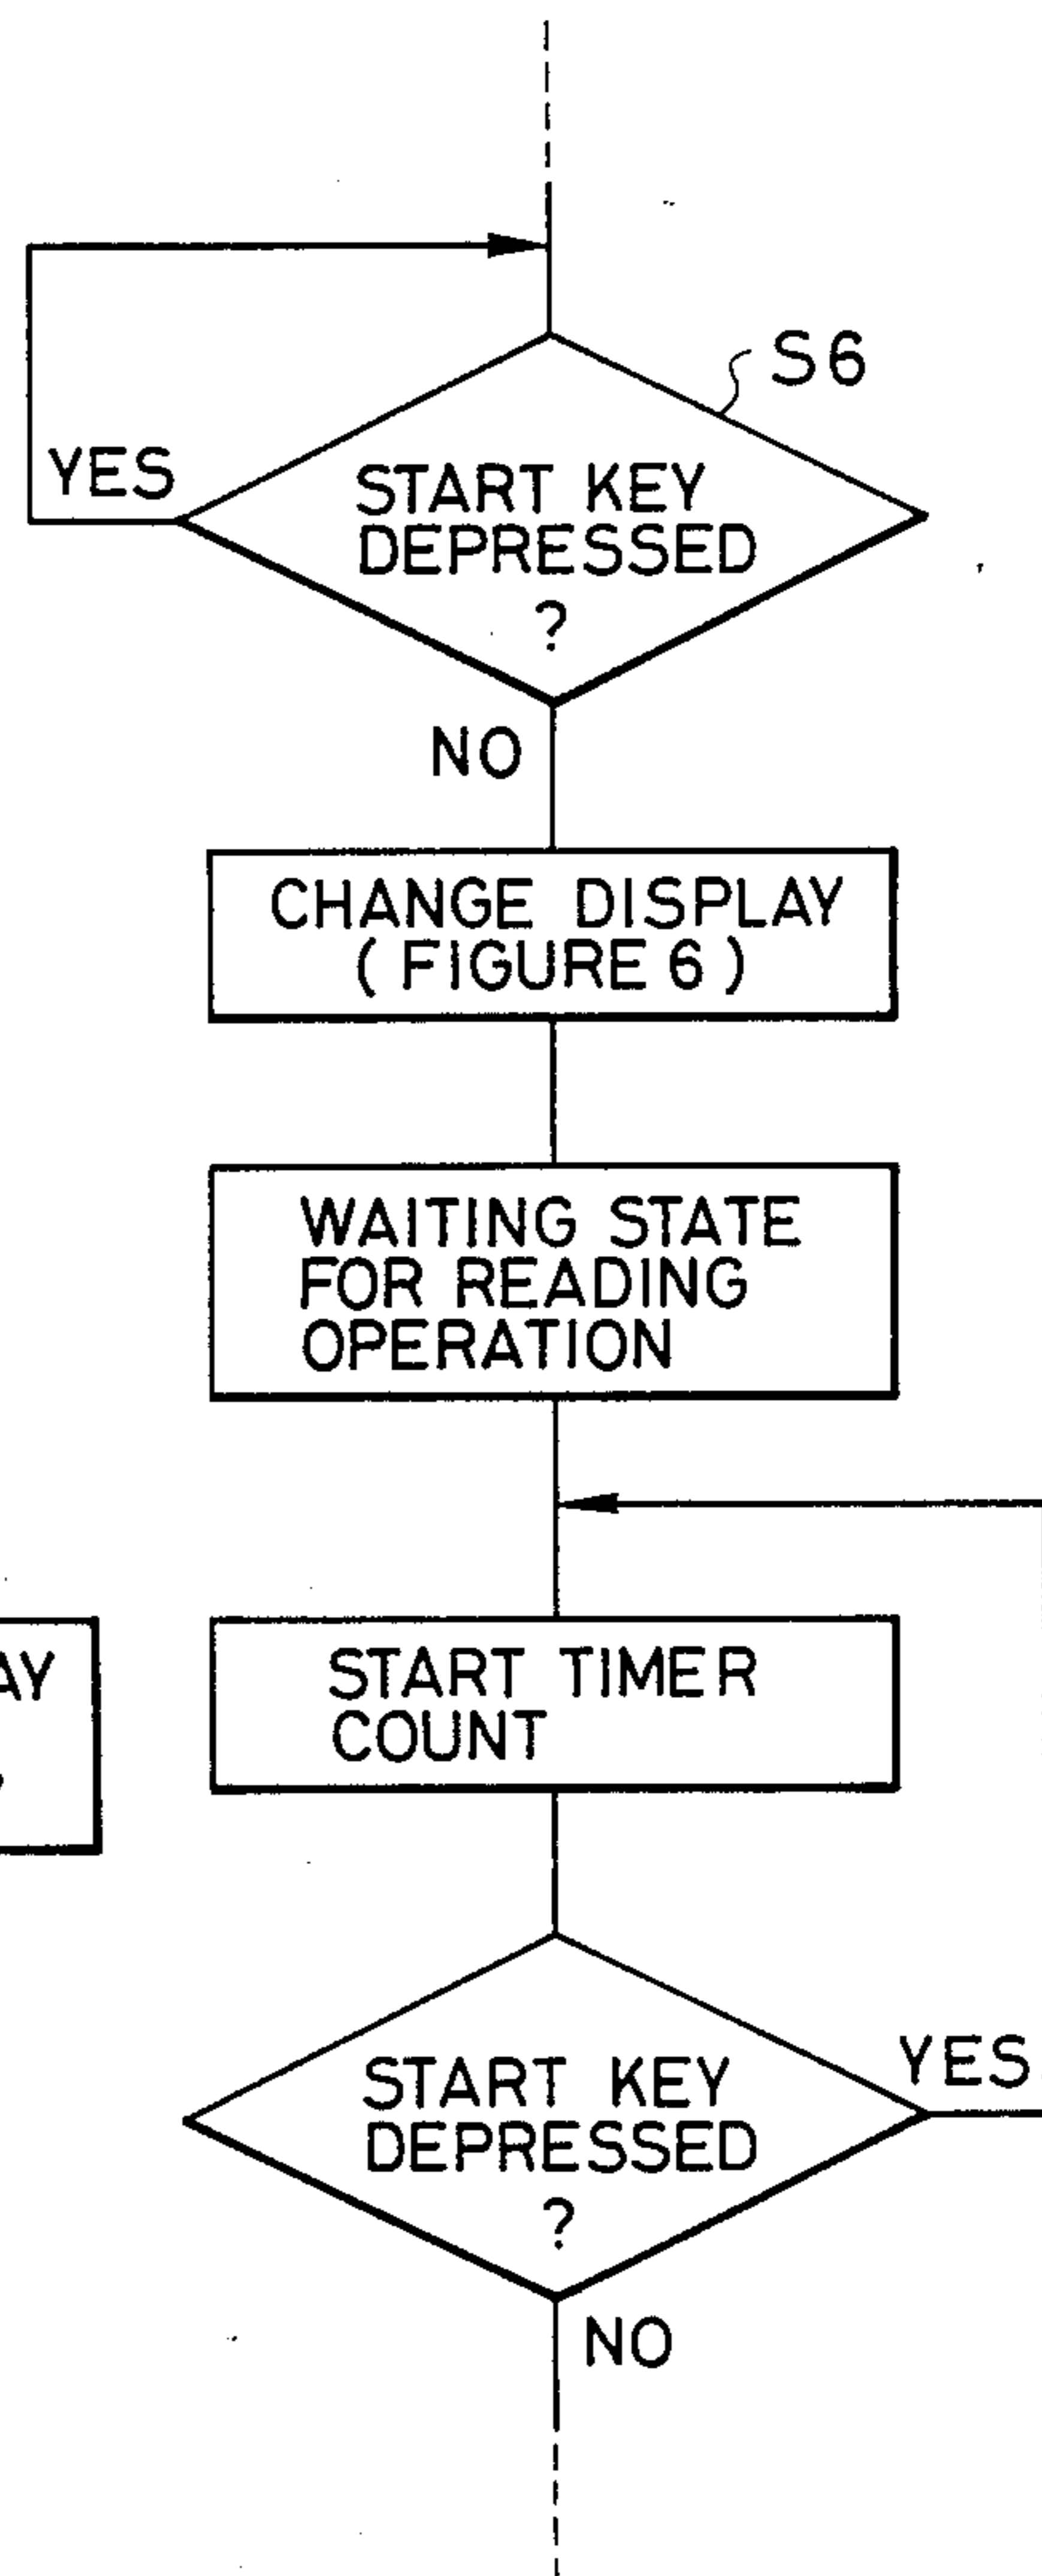 S6
YES
START KEY
DEPRESSED
?
NO
CHANGE DISPLAY
( FIGURE 6 )
WAITING STATE
FOR READING
OPERATION
AY
START TIMER
COUNT
START KEY
DEPRESSED
?
YES
NO